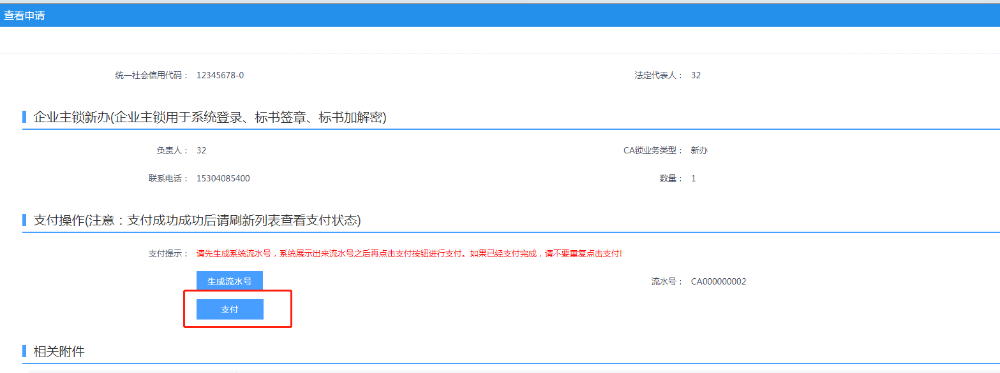 查看申请
统一社会信用代码： 12345678-0 法定代表人： 32
企业主锁新办(企业主锁用于系统登录、标书签章、标书加解密)
负责人： 32 CA锁业务类型： 新办
联系电话： 15304085400 数量： 1
支付操作(注意：支付成功成功后请刷新列表查看支付状态)
支付提示： 请先生成系统流水号，系统展示出来流水号之后再点击支付按钮进行支付。如果已经支付完成，请不要重复点击支付!
生成流水号 流水号： CA000000002
支付
相关附件